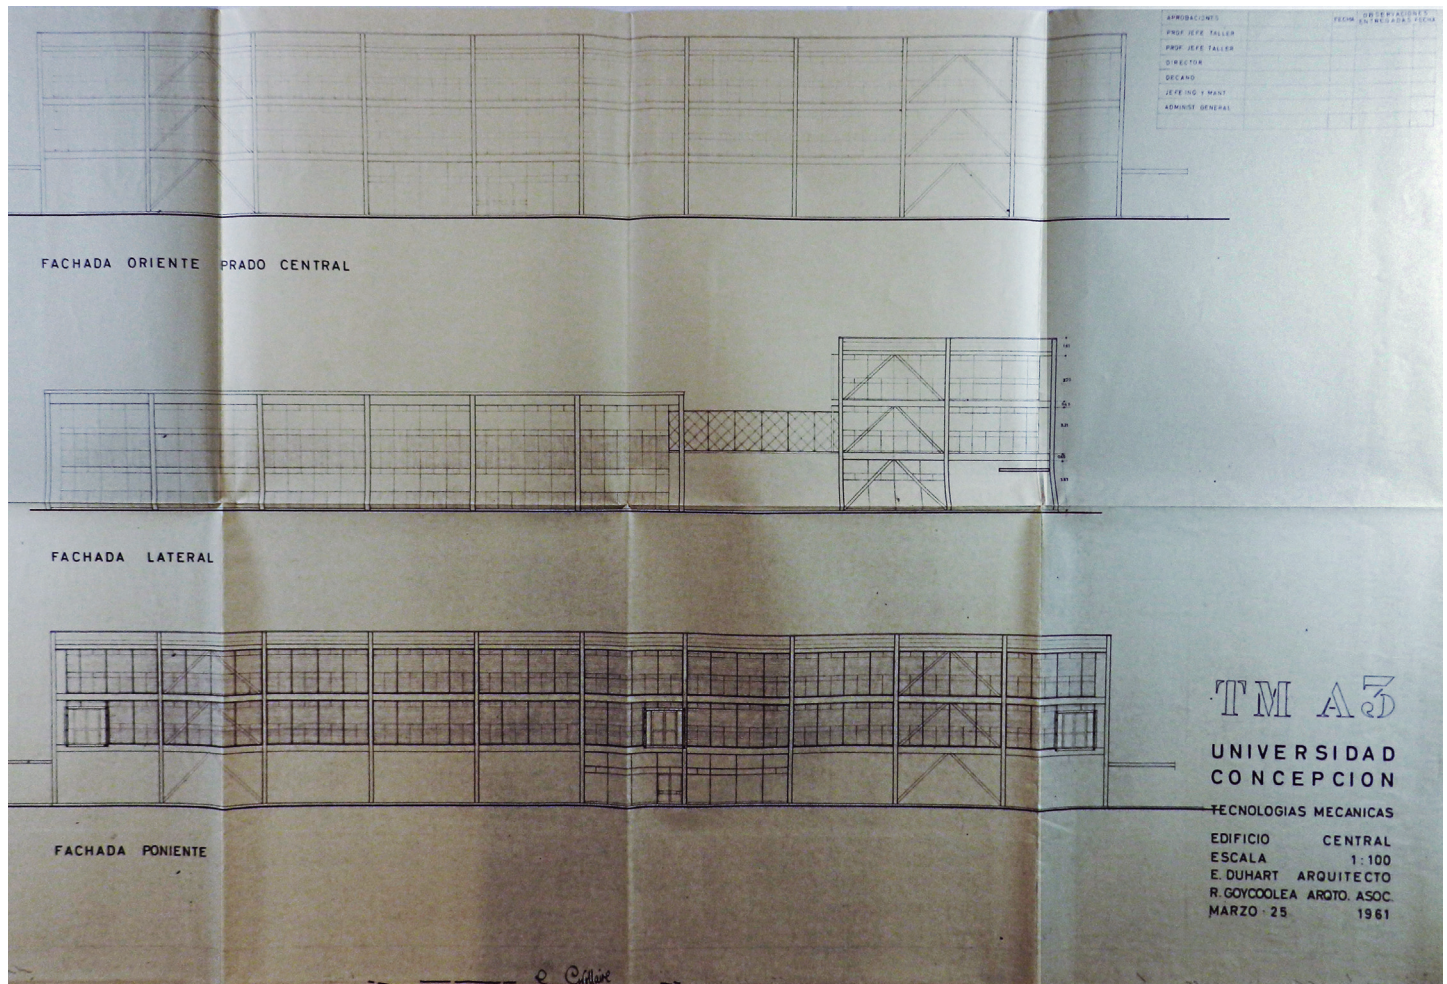 APROBACIONES
FECHA
OBSERVACIONES
ENTREGADAS FECHA
PROF JEFE TALLER
PROF JEFE TALLER
DIRECTOR
DECANO
JEFE ING Y MANT
ADMINIST GENERAL
FACHADA ORIENTE PRADO CENTRAL
FACHADA LATERAL
FACHADA PONIENTE
TM A3
UNIVERSIDAD
CONCEPCION
TECNOLOGIAS MECANICAS
EDIFICIO CENTRAL
ESCALA 1:100
E. DUHART ARQUITECTO
R. GOYCOOLEA ARQTO. ASOC.
MARZO · 25 1961